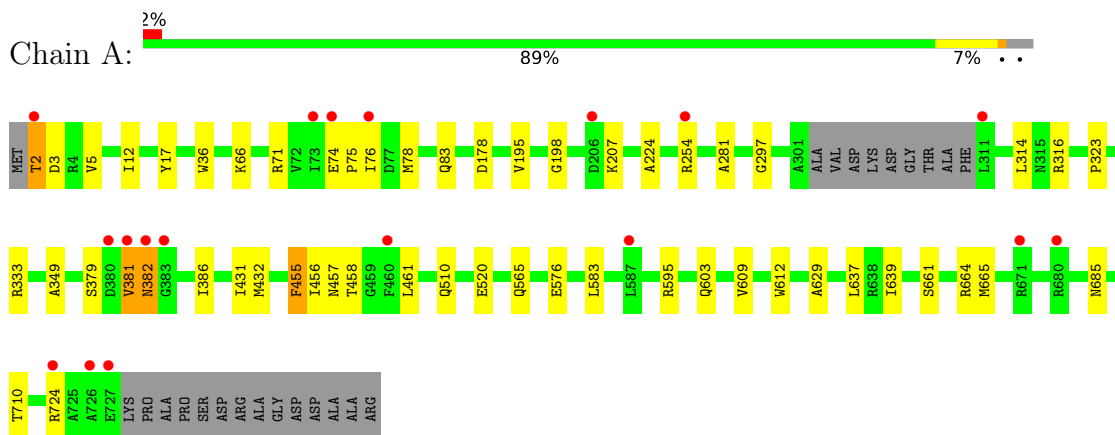 2%
Chain A:
89% 7% • •
MET T2 D3 R4 V5 I12 Y17 W36 K66 R71 V72 I73 E74 P75 I76 D77 M78 Q83 D178 V195 G198 D206 K207 A224 R254 A281 G297 A301 ALA VAL ASP LYS ASP GLY THR ALA PHE L311 L314 N315 R316 P323
R333 A349 S379 D380 V381 N382 G383 I386 I431 M432 F455 I456 N457 T458 G459 F460 L461 Q510 E520 Q565 E576 L583 L587 R595 Q603 V609 W612 A629 L637 R638 I639 S661 R664 M665 R671 R680 N685
T710 R724 A725 A726 E727 LYS PRO ALA PRO SER ASP ARG ALA GLY ASP ASP ALA ALA ARG